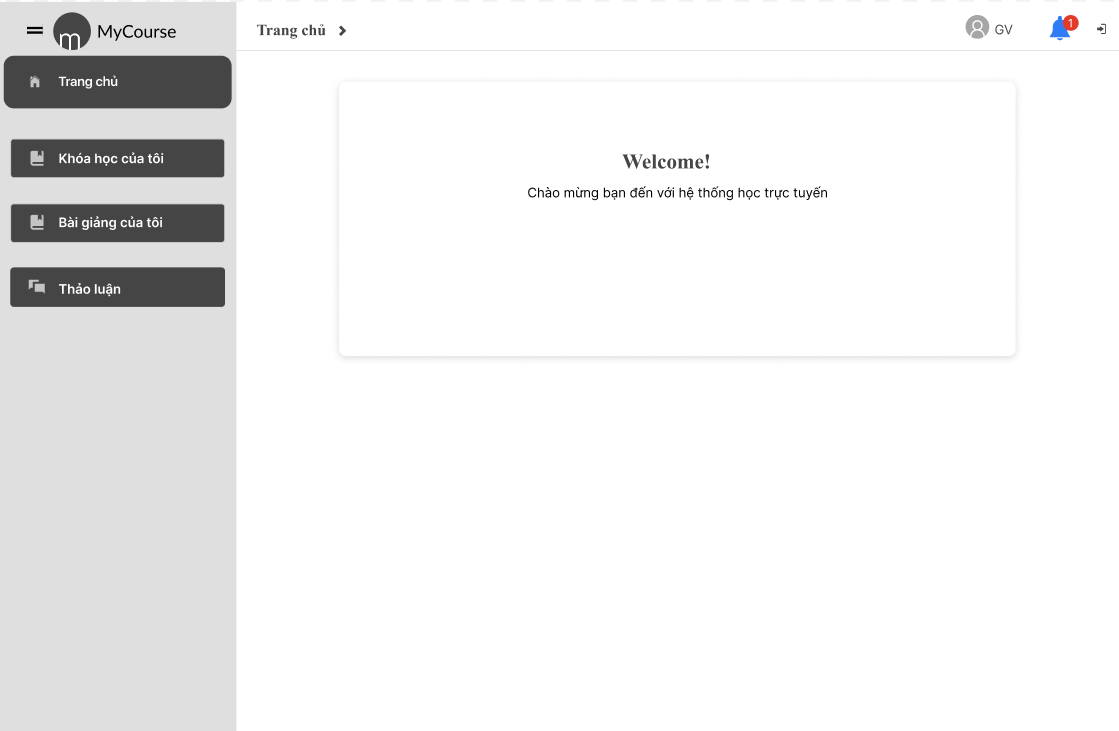 MyCourse
Trang chủ
Khóa học của tôi
Bài giảng của tôi
Thảo luận
Trang chủ
GV
1
Welcome!
Chào mừng bạn đến với hệ thống học trực tuyến